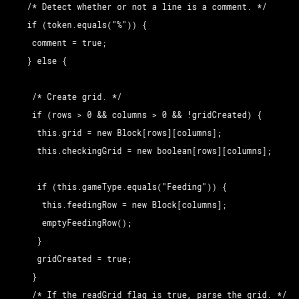 /* Detect whether or not a line is a comment. */
if (token.equals("%")) {
comment = true;
} else {
/* Create grid. */
if (rows > 0 && columns > 0 && !gridCreated) {
this.grid = new Block[rows][columns];
this.checkingGrid = new boolean[rows][columns];
if (this.gameType.equals("Feeding")) {
this.feedingRow = new Block[columns];
emptyFeedingRow();
}
gridCreated = true;
}
/* If the readGrid flag is true, parse the grid. */